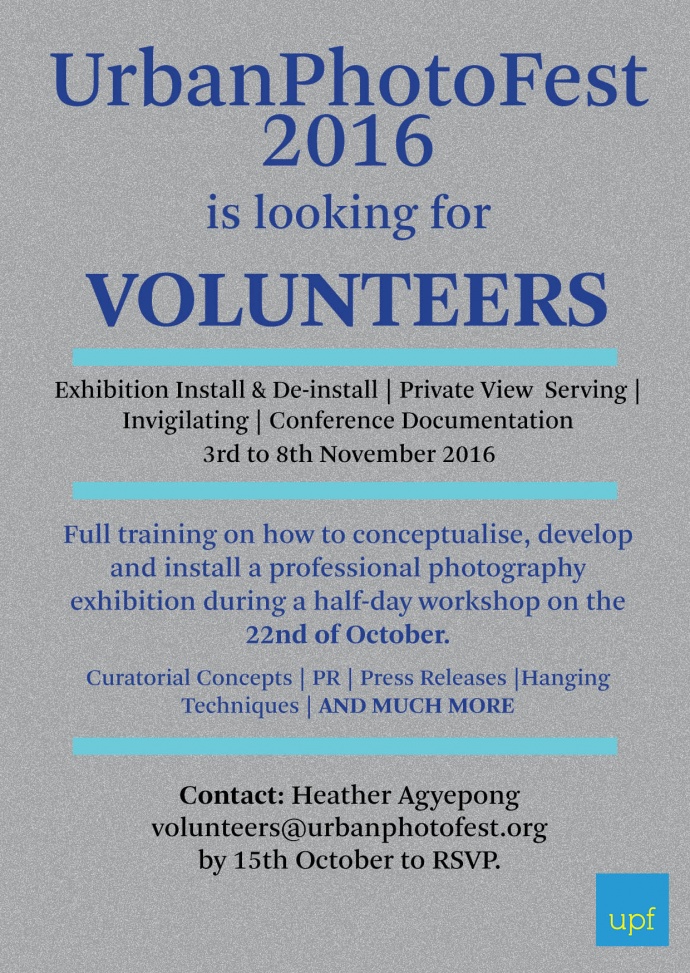 UrbanPhotoFest
2016
is looking for
VOLUNTEERS
Exhibition Install & De-install | Private View  Serving |
Invigilating | Conference Documentation
3rd to 8th November 2016
Full training on how to conceptualise, develop
and install a professional photography
exhibition during a half-day workshop on the
22nd of October.
Curatorial Concepts | PR | Press Releases |Hanging
Techniques | AND MUCH MORE
Contact: Heather Agyepong
volunteers@urbanphotofest.org
by 15th October to RSVP.
upf